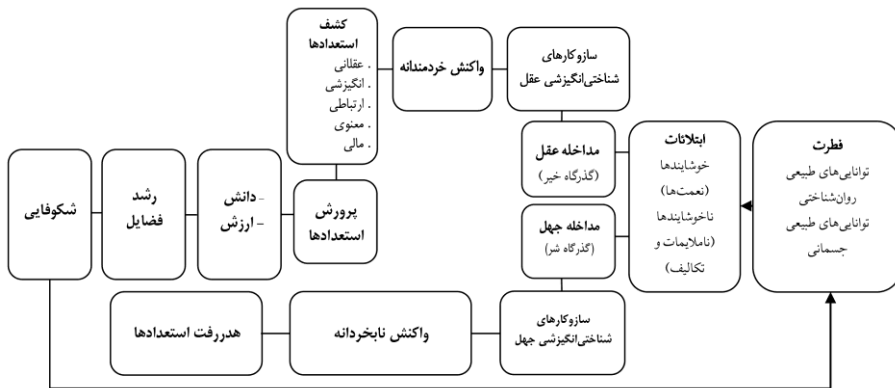 فطرت
توانایی‌های طبیعی
روان‌شناختی
توانایی‌های طبیعی
جسمانی
ابتلائات
خوشایندها
(نعمت‌ها)
ناخوشایندها
(ناملایمات و
تکالیف)
مداخله عقل
(گذرگاه خیر)
سازوکارهای
شناختی‌انگیزشی عقل
واکنش خردمندانه
کشف
استعدادها
. عقلانی
. انگیزشی
. ارتباطی
. معنوی
. مالی
پرورش
استعدادها
- دانش
- ارزش
رشد
فضایل
شکوفایی
مداخله جهل
(گذرگاه شر)
سازوکارهای
شناختی‌انگیزشی جهل
واکنش نابخردانه
هدررفت استعدادها